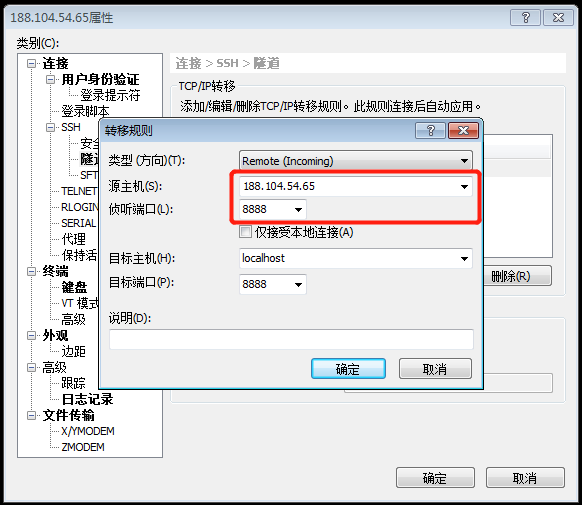 188.104.54.65属性
类别(C):
连接
用户身份验证
登录提示符
登录脚本
SSH
安全
隧道
SFT
TELNET
RLOGIN
SERIAL
代理
保持活
终端
键盘
VT 模式
高级
外观
边距
高级
跟踪
日志记录
文件传输
X/YMODEM
ZMODEM
连接 > SSH > 隧道
TCP/IP转移
添加/编辑/删除TCP/IP转移规则。此规则连接后自动应用。
转移规则
类型 (方向)(T):
Remote (Incoming)
源主机(S):
188.104.54.65
侦听端口(L):
8888
仅接受本地连接(A)
目标主机(H):
localhost
目标端口(P):
8888
说明(D):
确定
取消
删除(R)
确定
取消